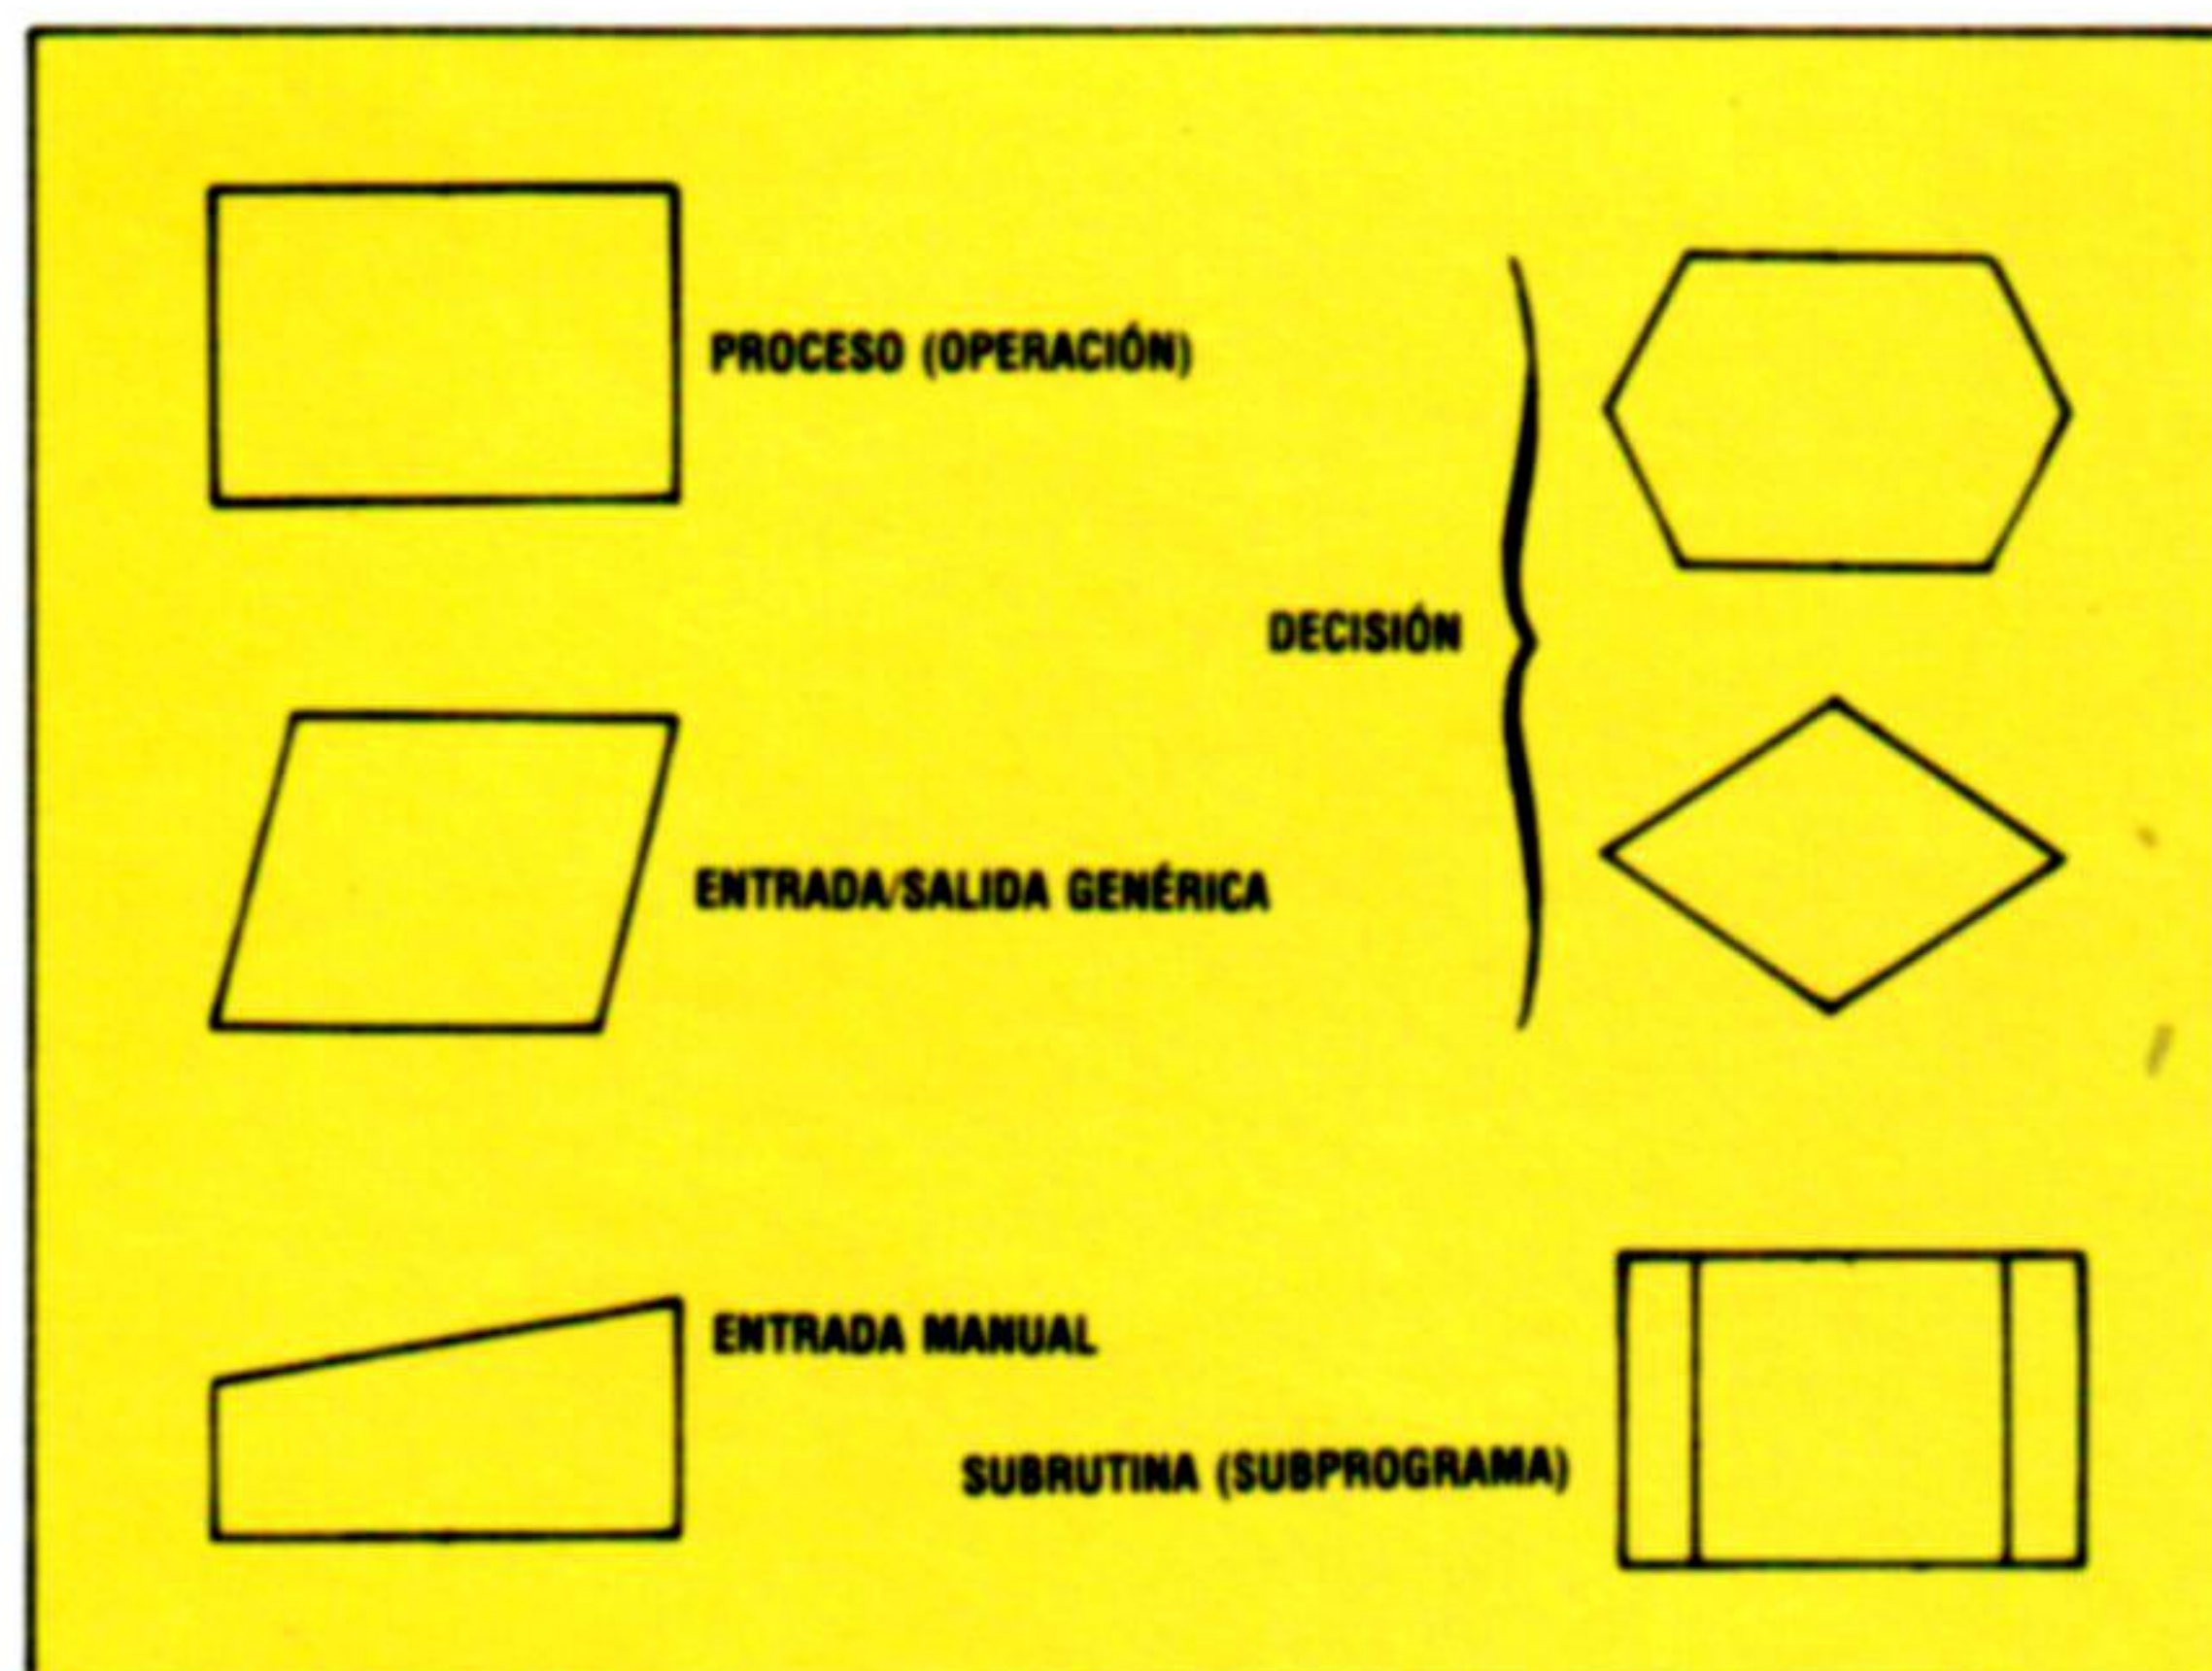 PROCESO (OPERACIÓN)
DECISIÓN
ENTRADA/SALIDA GENÉRICA
ENTRADA MANUAL
SUBRUTINA (SUBPROGRAMA)